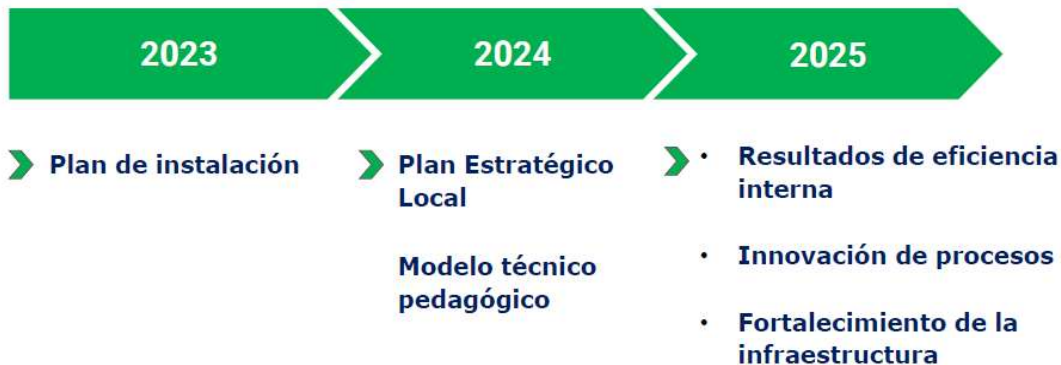 2023
2024
2025
Plan de instalación
Plan Estratégico
Local
Modelo técnico
pedagógico
• Resultados de eficiencia
interna
• Innovación de procesos
• Fortalecimiento de la
infraestructura